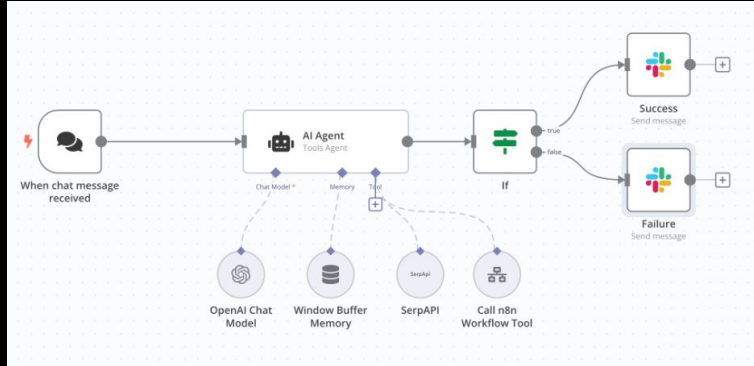 Success
Send message
AI Agent
Tools Agent
true
false
When chat message
received
Chat Model *
Memory
Tool
If
Failure
Send message
SerpApi
OpenAI Chat
Model
Window Buffer
Memory
SerpAPI
Call n8n
Workflow Tool